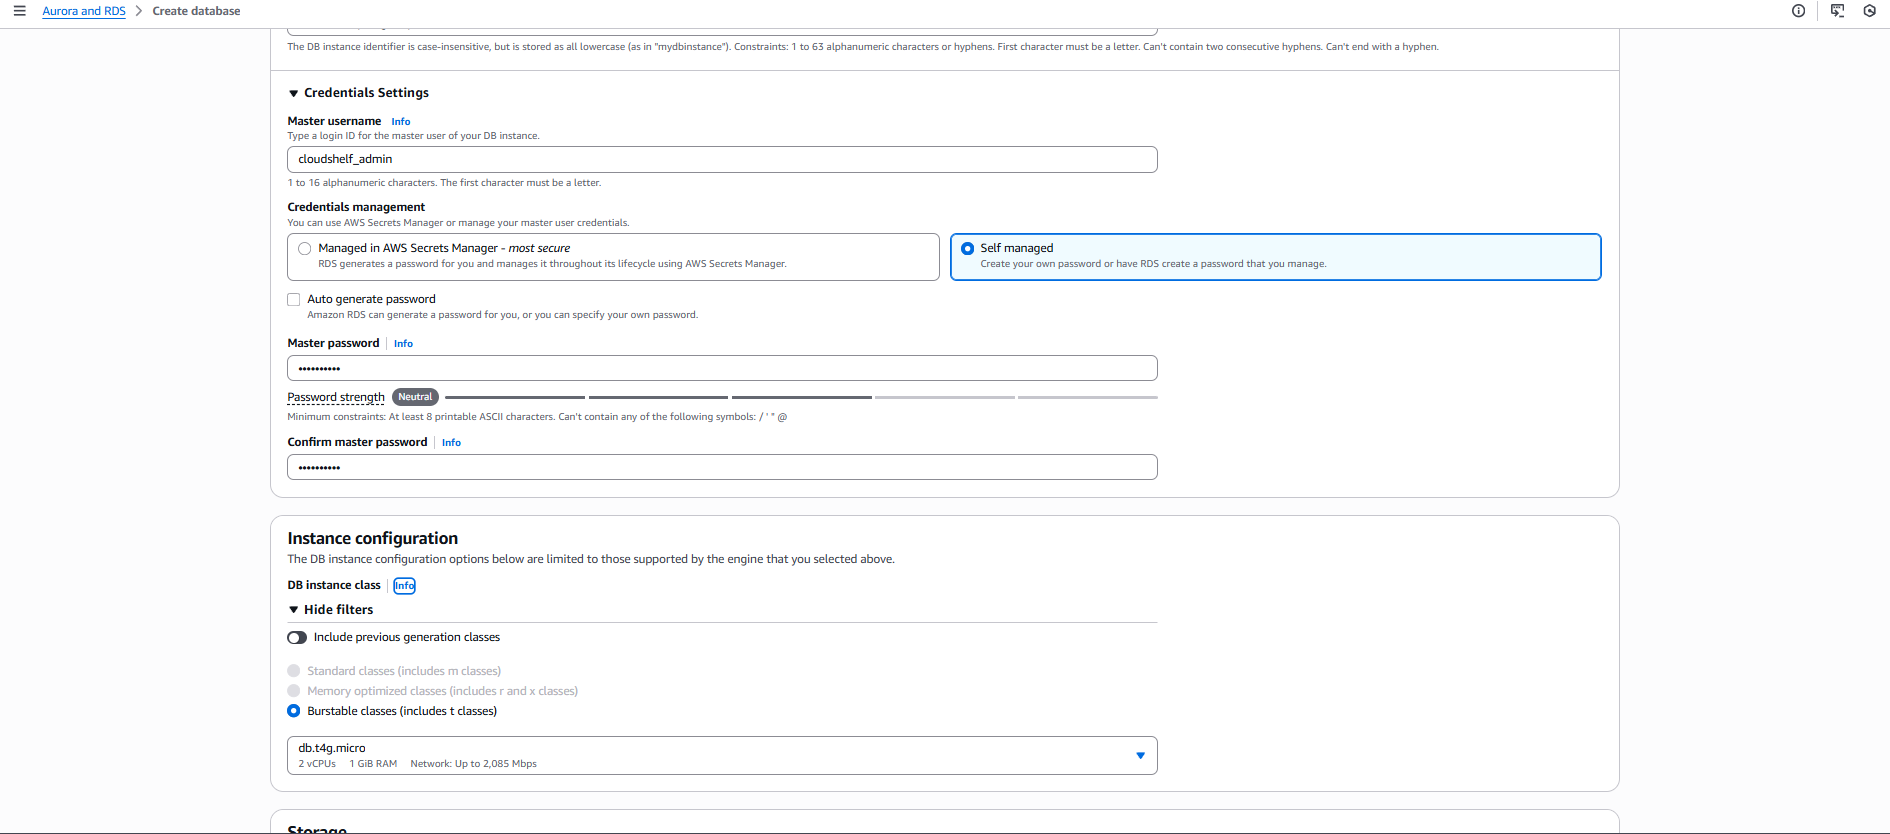 Aurora and RDS > Create database
The DB instance identifier is case-insensitive, but is stored as all lowercase (as in "mydbinstance"). Constraints: 1 to 63 alphanumeric characters or hyphens. First character must be a letter. Can't contain two consecutive hyphens. Can't end with a hyphen.
Credentials Settings
Master username Info
Type a login ID for the master user of your DB instance.
cloudshelf_admin
1 to 16 alphanumeric characters. The first character must be a letter.
Credentials management
You can use AWS Secrets Manager or manage your master user credentials.
Managed in AWS Secrets Manager - most secure
RDS generates a password for you and manages it throughout its lifecycle using AWS Secrets Manager.
Self managed
Create your own password or have RDS create a password that you manage.
Auto generate password
Amazon RDS can generate a password for you, or you can specify your own password.
Master password Info
••••••••••
Password strength Neutral
Minimum constraints: At least 8 printable ASCII characters. Can't contain any of the following symbols: / ' " @
Confirm master password Info
••••••••••
Instance configuration
The DB instance configuration options below are limited to those supported by the engine that you selected above.
DB instance class Info
Hide filters
Include previous generation classes
Standard classes (includes m classes)
Memory optimized classes (includes r and x classes)
Burstable classes (includes t classes)
db.t4g.micro
2 vCPUs 1 GiB RAM Network: Up to 2,085 Mbps
Storage